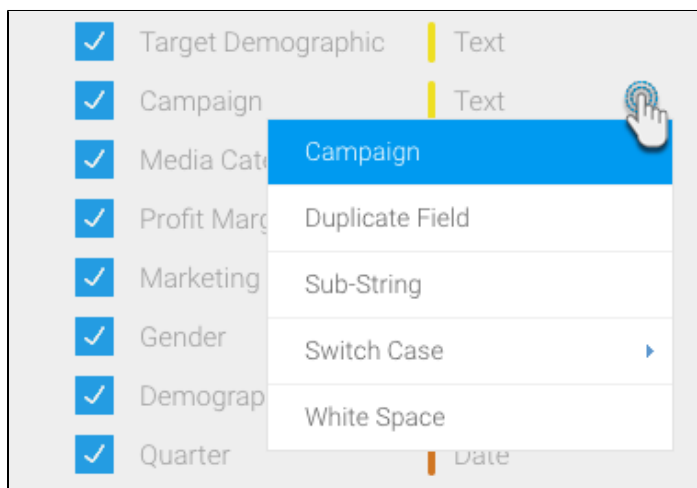 Target Demographic Text
Campaign Text
Campaign
Media Cate
Duplicate Field
Profit Marg
Sub-String
Marketing
Switch Case
Gender
Demograp
White Space
Quarter Date